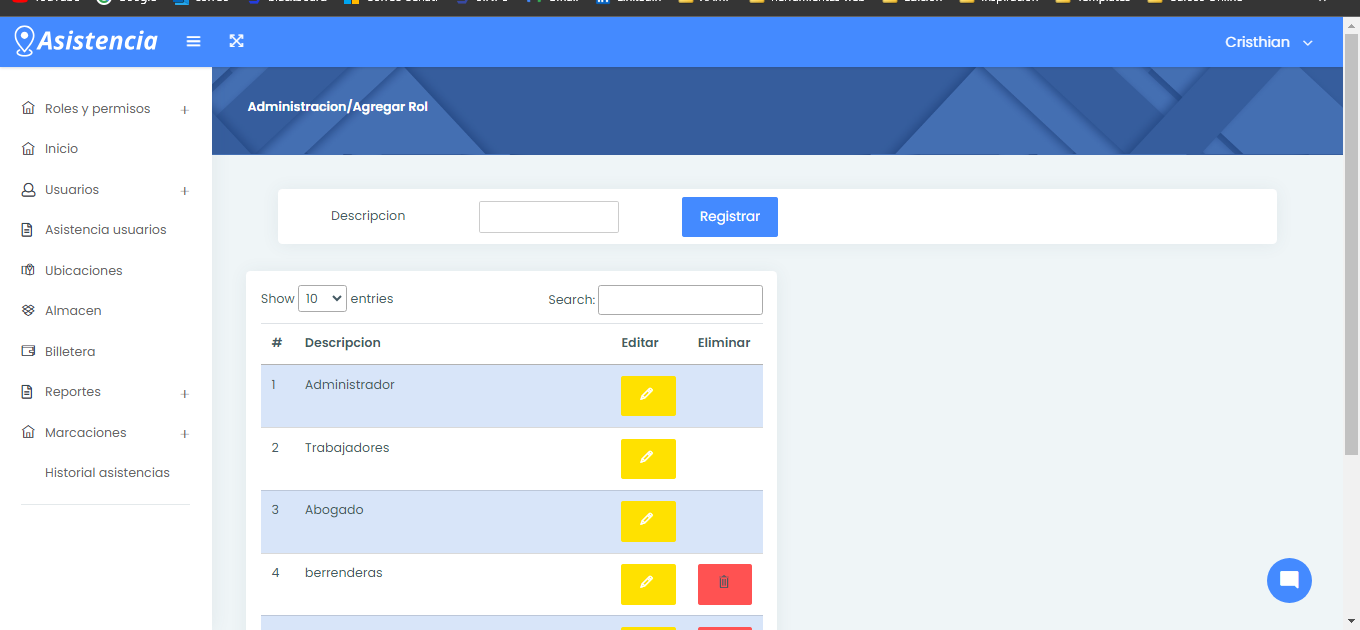 Asistencia
Cristhian
Administracion/Agregar Rol
Roles y permisos +
Inicio
Usuarios +
Asistencia usuarios
Ubicaciones
Almacen
Billetera
Reportes +
Marcaciones +
Historial asistencias
Descripcion
Registrar
Show 10 entries
Search:
# Descripcion Editar Eliminar
1 Administrador
2 Trabajadores
3 Abogado
4 berrenderas